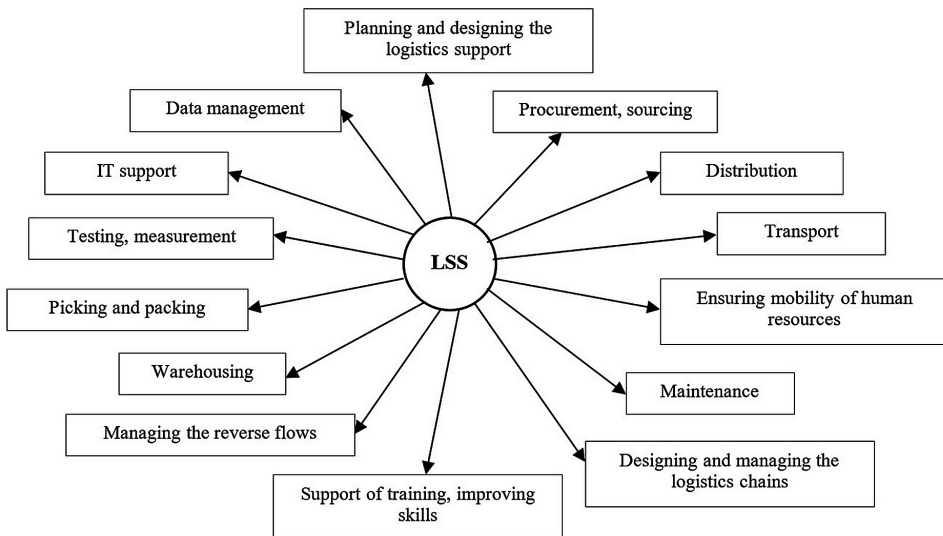 Planning and designing the
logistics support
Data management
Procurement, sourcing
IT support
Distribution
Testing, measurement
Transport
LSS
Picking and packing
Ensuring mobility of human
resources
Warehousing
Maintenance
Managing the reverse flows
Designing and managing the
logistics chains
Support of training, improving
skills